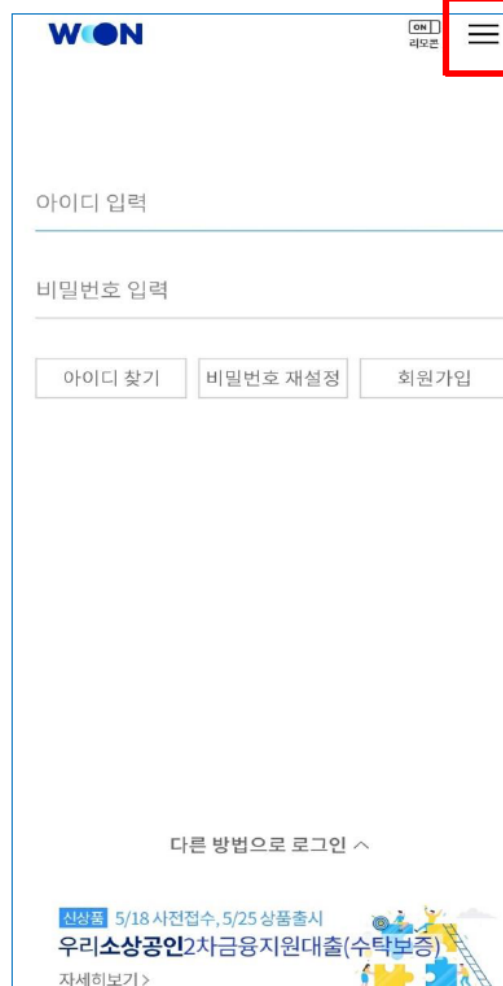 WON
ON
리모콘
아이디 입력
비밀번호 입력
아이디 찾기 비밀번호 재설정 회원가입
다른 방법으로 로그인
신상품 5/18 사전접수, 5/25 상품출시
우리소상공인2차금융지원대출(수탁보증)
자세히보기 >